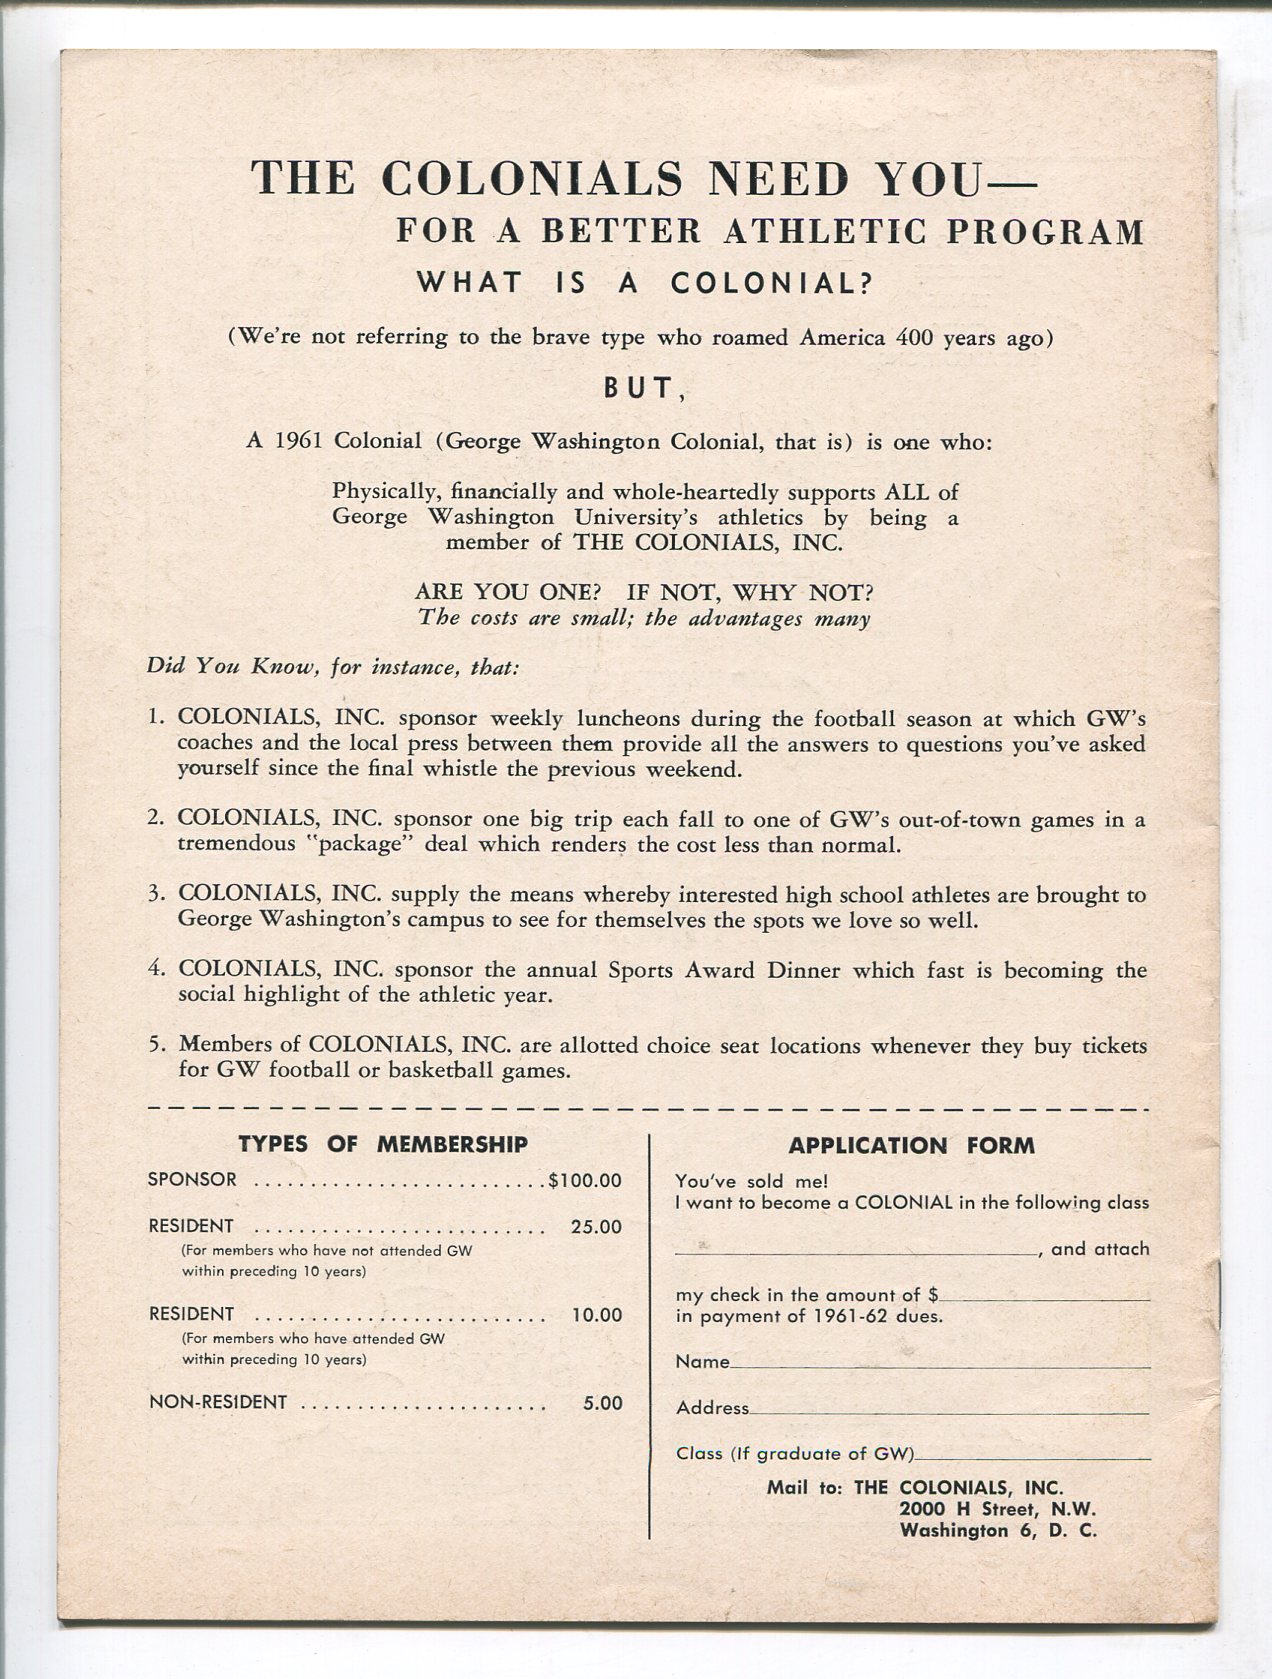 THE COLONIALS NEED YOU—
FOR A BETTER ATHLETIC PROGRAM
WHAT IS A COLONIAL?
(We're not referring to the brave type who roamed America 400 years ago)
BUT,
A 1961 Colonial (George Washington Colonial, that is) is one who:
Physically, financially and whole-heartedly supports ALL of
George Washington University's athletics by being a
member of THE COLONIALS, INC.
ARE YOU ONE? IF NOT, WHY NOT?
The costs are small; the advantages many
Did You Know, for instance, that:
1. COLONIALS, INC. sponsor weekly luncheons during the football season at which GW's
coaches and the local press between them provide all the answers to questions you've asked
yourself since the final whistle the previous weekend.
2. COLONIALS, INC. sponsor one big trip each fall to one of GW's out-of-town games in a
tremendous "package" deal which renders the cost less than normal.
3. COLONIALS, INC. supply the means whereby interested high school athletes are brought to
George Washington's campus to see for themselves the spots we love so well.
4. COLONIALS, INC. sponsor the annual Sports Award Dinner which fast is becoming the
social highlight of the athletic year.
5. Members of COLONIALS, INC. are allotted choice seat locations whenever they buy tickets
for GW football or basketball games.
TYPES OF MEMBERSHIP
SPONSOR ..........................$100.00
RESIDENT .......................... 25.00
(For members who have not attended GW
within preceding 10 years)
RESIDENT .......................... 10.00
(For members who have attended GW
within preceding 10 years)
NON-RESIDENT ...................... 5.00
APPLICATION FORM
You've sold me!
I want to become a COLONIAL in the following class
____________________, and attach
my check in the amount of $____________________
in payment of 1961-62 dues.
Name____________________
Address____________________
Class (If graduate of GW)____________________
Mail to: THE COLONIALS, INC.
2000 H Street, N.W.
Washington 6, D. C.